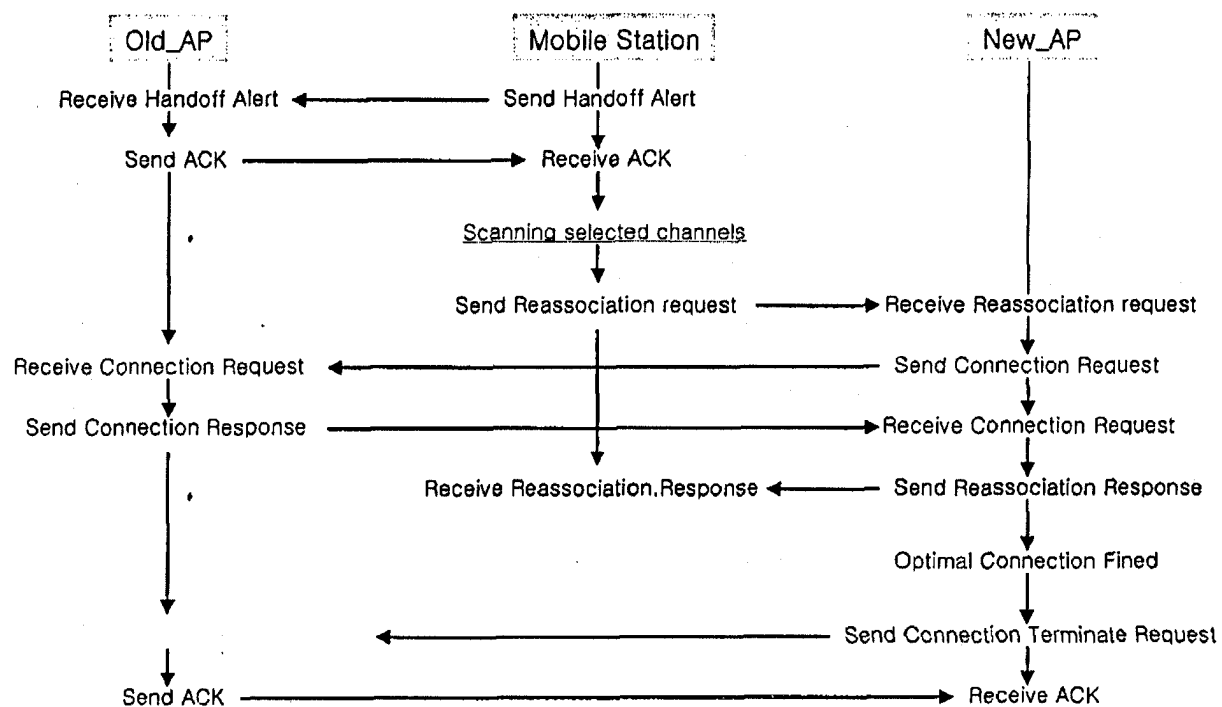 Old_AP Mobile Station New_AP
Receive Handoff Alert Send Handoff Alert
Send ACK Receive ACK
Scanning selected channels
Send Reassociation request Receive Reassociation request
Receive Connection Request Send Connection Request
Send Connection Response Receive Connection Request
Receive Reassociation.Response Send Reassociation Response
Optimal Connection Fined
Send Connection Terminate Request
Send ACK Receive ACK